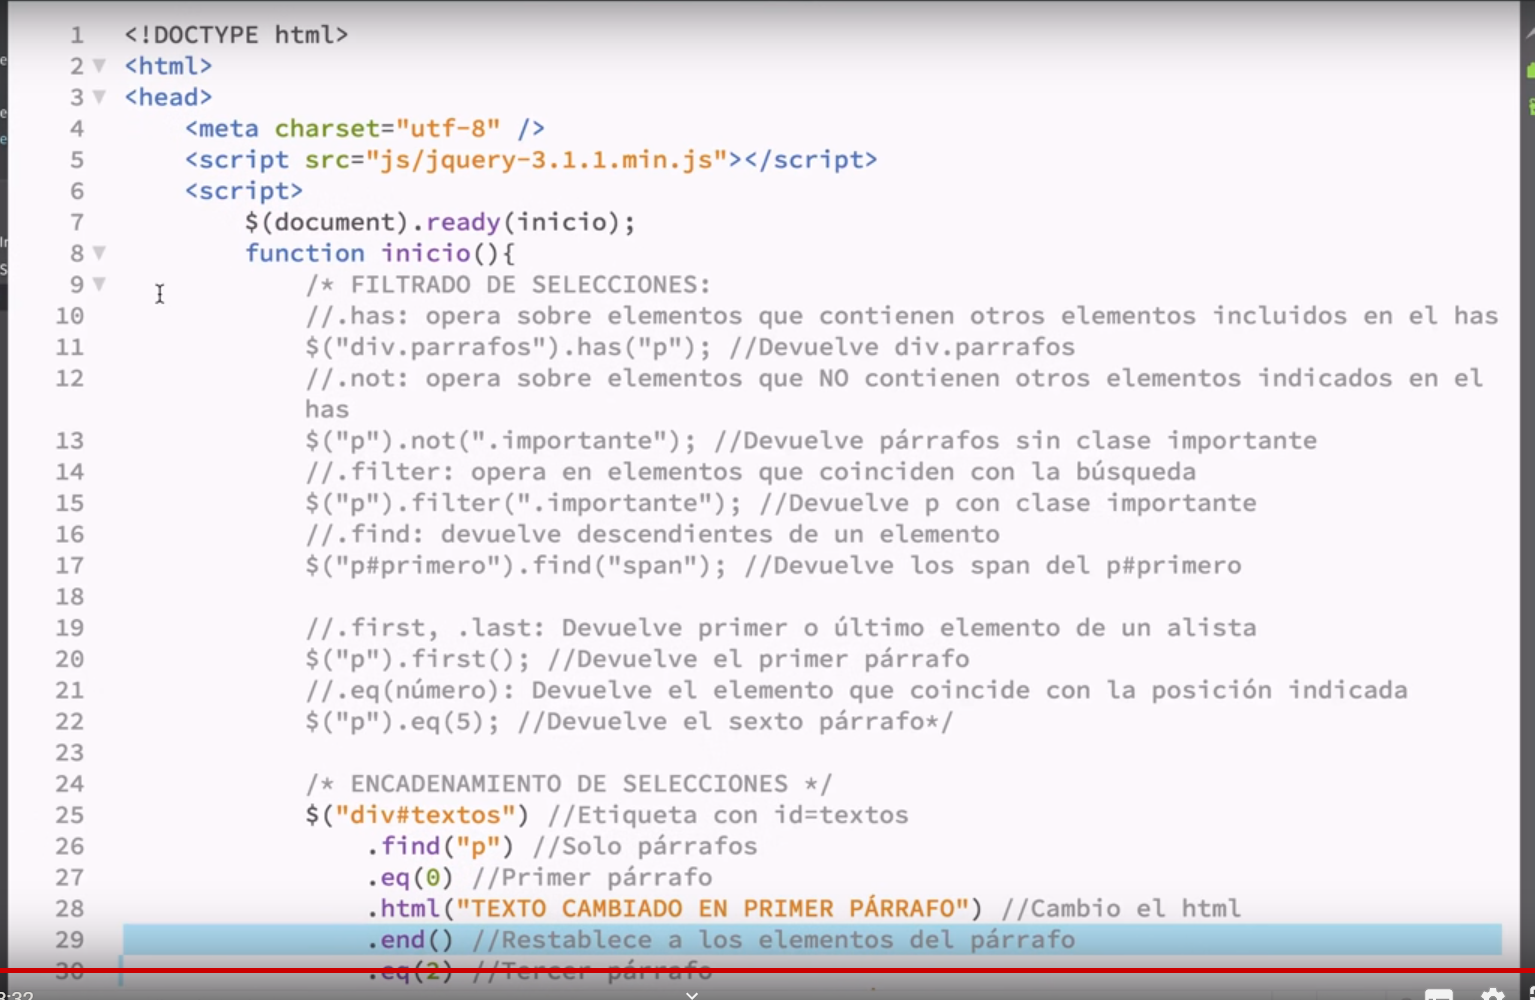 1 <!DOCTYPE html>
2 <html>
3 <head>
4 <meta charset="utf-8" />
5 <script src="js/jquery-3.1.1.min.js"></script>
6 <script>
7 $(document).ready(inicio);
8 function inicio(){
9 /* FILTRADO DE SELECCIONES:
10 //.has: opera sobre elementos que contienen otros elementos incluidos en el has
11 $("div.parrafos").has("p"); //Devuelve div.parrafos
12 //.not: opera sobre elementos que NO contienen otros elementos indicados en el
has
13 $("p").not(".importante"); //Devuelve párrafos sin clase importante
14 //.filter: opera en elementos que coinciden con la búsqueda
15 $("p").filter(".importante"); //Devuelve p con clase importante
16 //.find: devuelve descendientes de un elemento
17 $("p#primero").find("span"); //Devuelve los span del p#primero
18
19 //.first, .last: Devuelve primer o último elemento de un alista
20 $("p").first(); //Devuelve el primer párrafo
21 //.eq(número): Devuelve el elemento que coincide con la posición indicada
22 $("p").eq(5); //Devuelve el sexto párrafo*/
23
24 /* ENCADENAMIENTO DE SELECCIONES */
25 $("div#textos") //Etiqueta con id=textos
26 .find("p") //Solo párrafos
27 .eq(0) //Primer párrafo
28 .html("TEXTO CAMBIADO EN PRIMER PÁRRAFO") //Cambio el html
29 .end() //Restablece a los elementos del párrafo
30 .eq(2) //Tercer párrafo